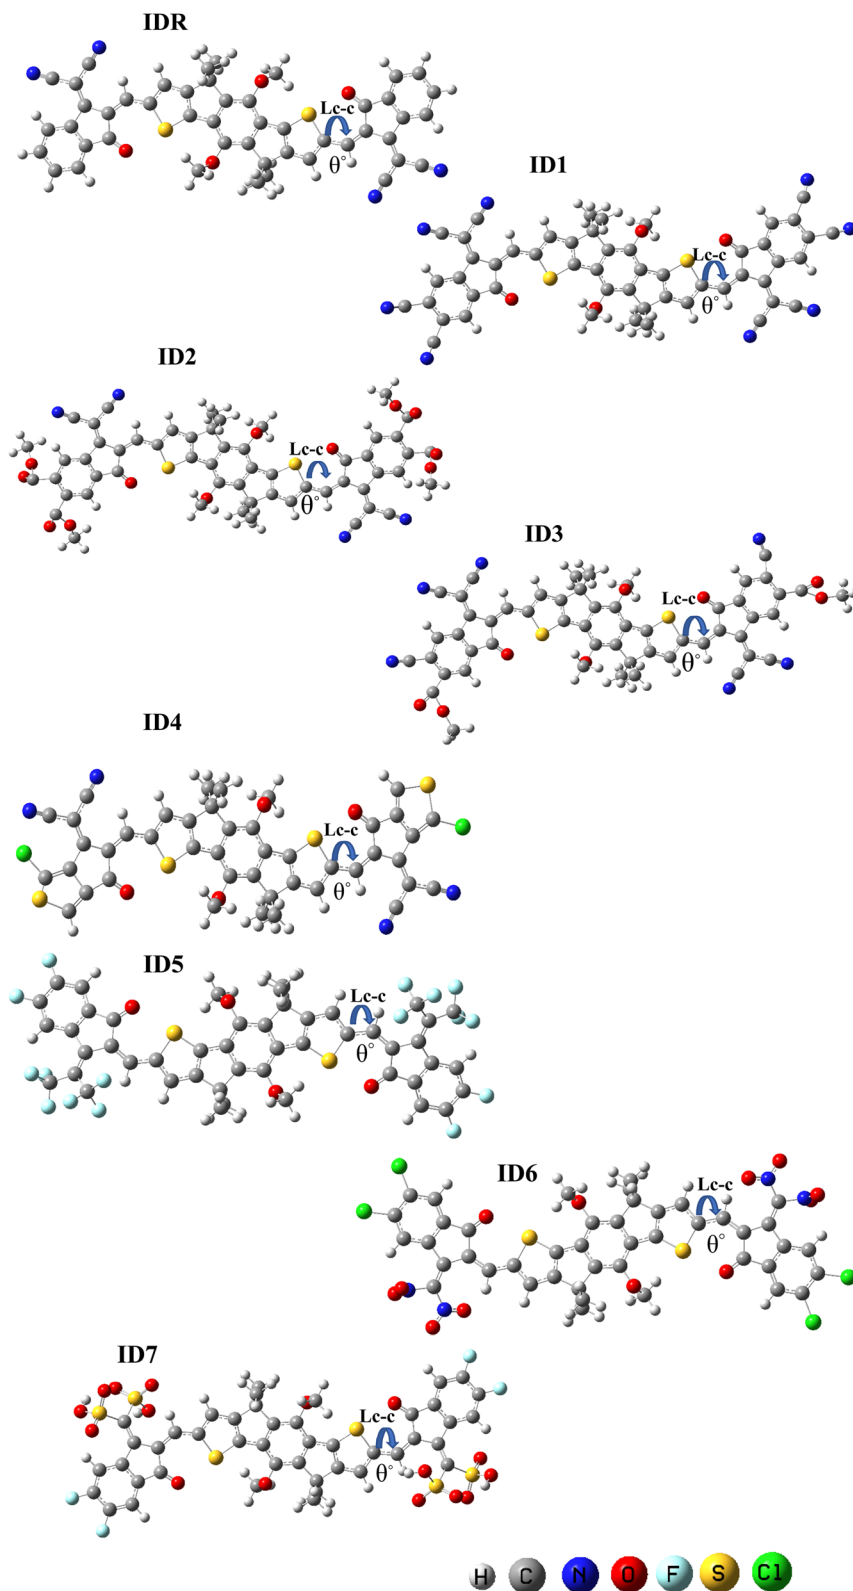 IDR
Lc-c
θ°
ID1
Lc-c
θ°
ID2
Lc-c
θ°
ID3
Lc-c
θ°
ID4
Lc-c
θ°
ID5
Lc-c
θ°
ID6
Lc-c
θ°
ID7
Lc-c
θ°
H C N O F S Cl